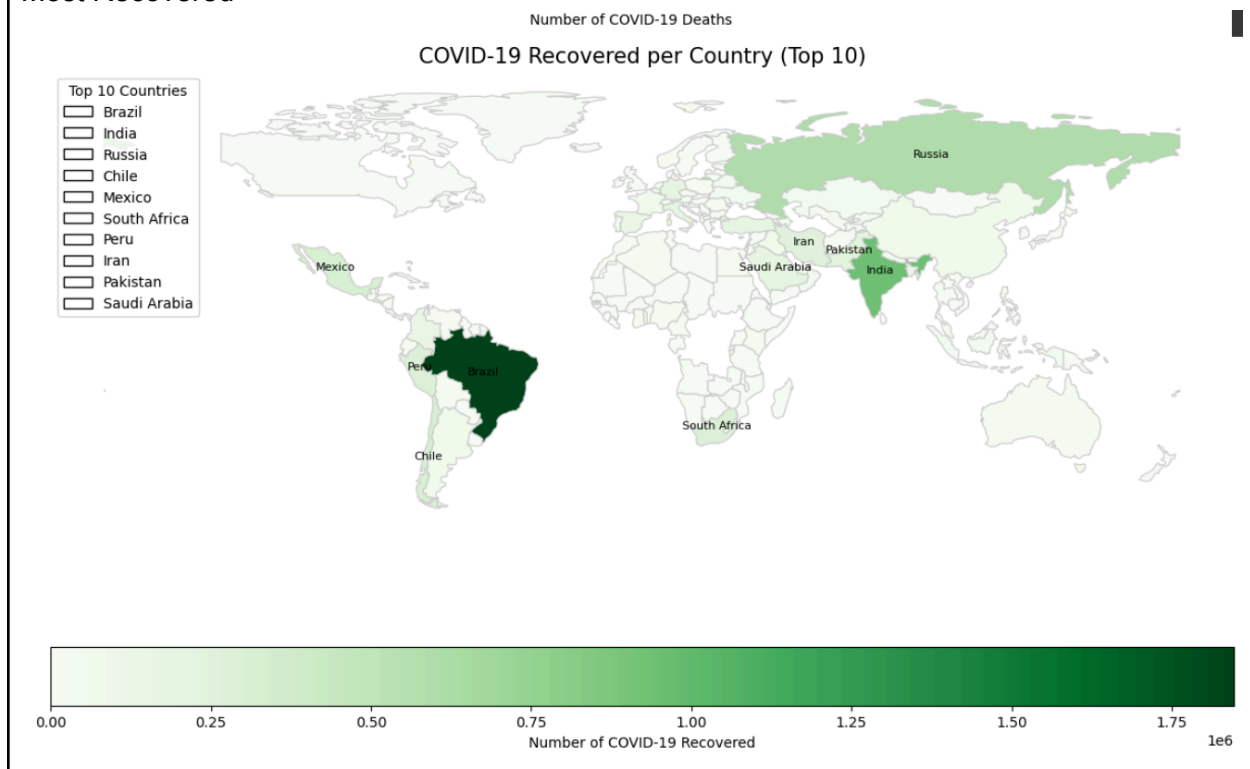 Most Recovered
Number of COVID-19 Deaths
COVID-19 Recovered per Country (Top 10)
Top 10 Countries
Brazil
India
Russia
Chile
Mexico
South Africa
Peru
Iran
Pakistan
Saudi Arabia
Russia
Iran
Pakistan
Mexico
Saudi Arabia
India
Peru
Brazil
South Africa
Chile
0.00 0.25 0.50 0.75 1.00 1.25 1.50 1.75
1e6
Number of COVID-19 Recovered